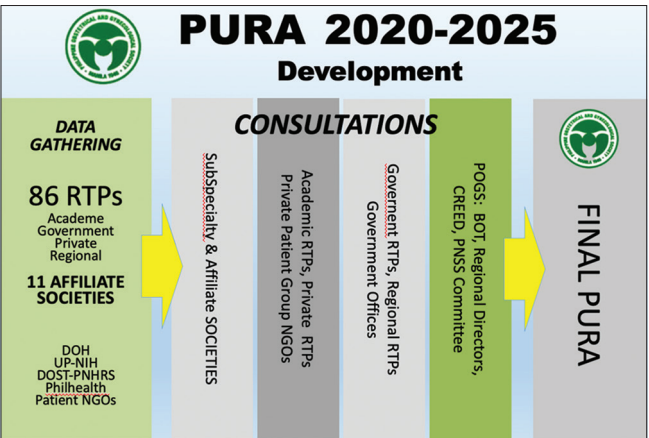 PURA 2020-2025
Development
DATA
GATHERING
86 RTPs
Academe
Government
Private
Regional
11 AFFILIATE
SOCIETIES
DOH
UP-NIH
DOST-PNHRS
Philhealth
Patient NGOs
CONSULTATIONS
SubSpecialty & Affiliate SOCIETIES
Academic RTPs, Private RTPs
Private Patient Group NGOs
Goverment RTPs, Regional RTPs
Government Offices
POGS: BOT, Regional Directors,
CREED, PNSS Committee
FINAL PURA